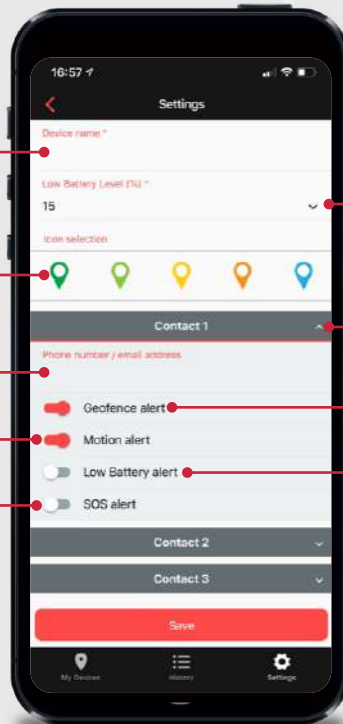 16:57
Settings
Device name *
Low Battery Level (%) *
15
Icon selection
Contact 1
Phone number / email address
Geofence alert
Motion alert
Low Battery alert
SOS alert
Contact 2
Contact 3
Save
My Devices
History
Settings